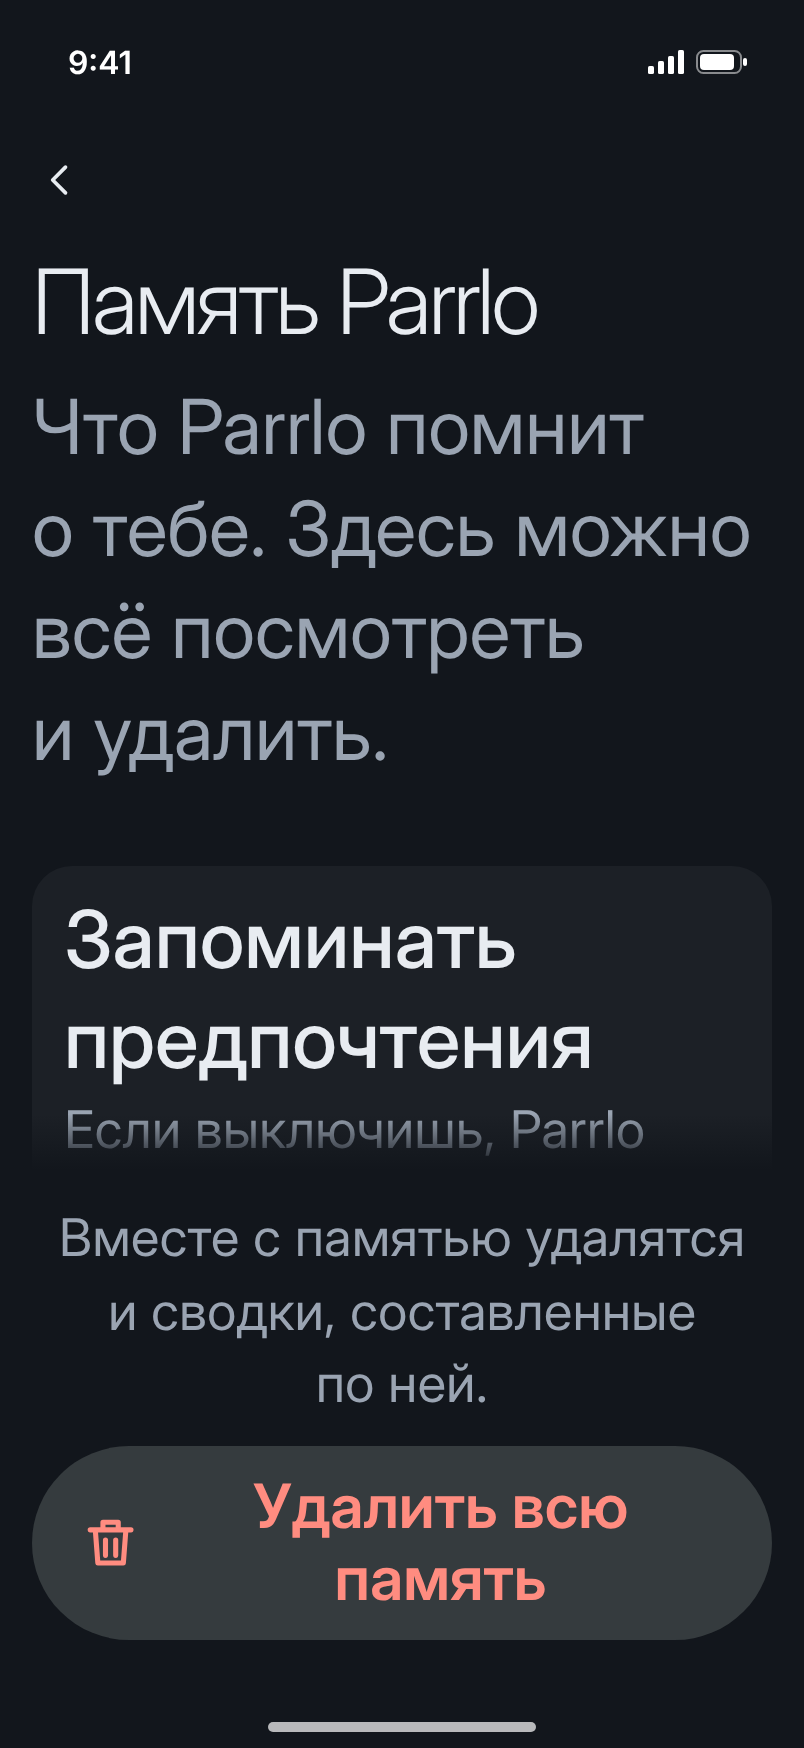 9:41
Память Parrlo
Что Parrlo помнит
о тебе. Здесь можно
всё посмотреть
и удалить.
Запоминать
предпочтения
Если выключишь, Parrlo
Вместе с памятью удалятся
и сводки, составленные
по ней.
Удалить всю
память